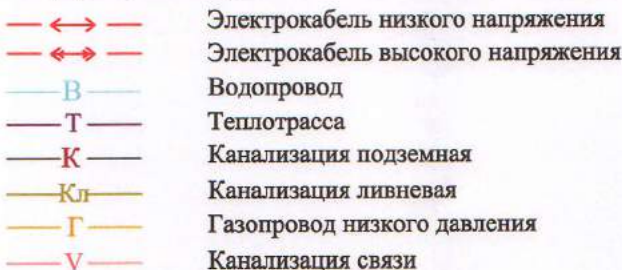 Электрокабель низкого напряжения
Электрокабель высокого напряжения
В Водопровод
Т Теплотрасса
К Канализация подземная
Кл Канализация ливневая
Г Газопровод низкого давления
V Канализация связи